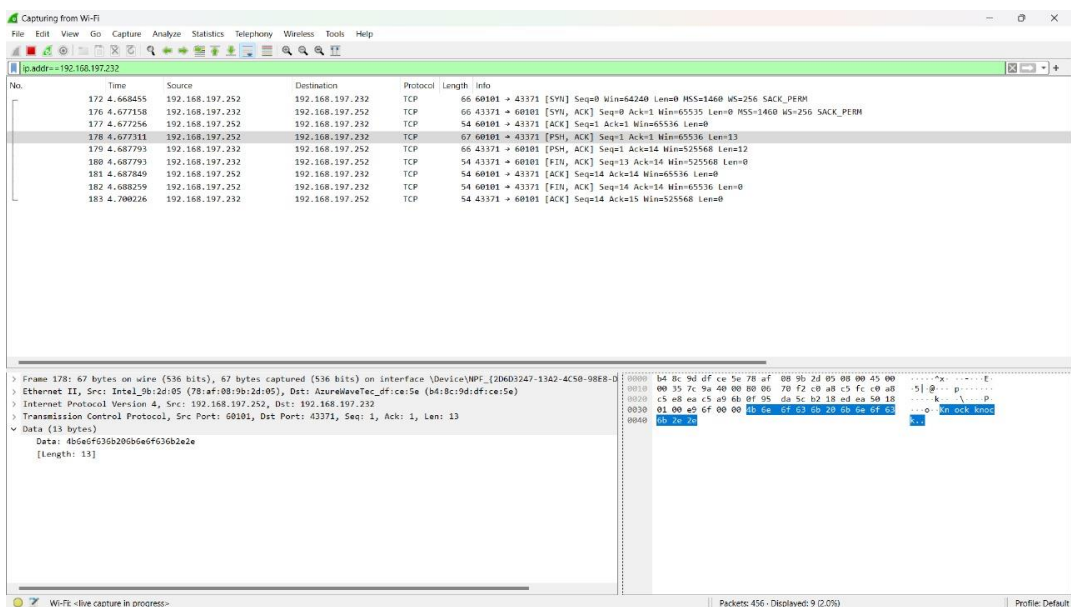 Capturing from Wi-Fi
File Edit View Go Capture Analyze Statistics Telephony Wireless Tools Help
ip.addr==192.168.197.232
No. Time Source Destination Protocol Length Info
172 4.668455 192.168.197.252 192.168.197.232 TCP 66 60101 → 43371 [SYN] Seq=0 Win=64240 Len=0 MSS=1460 WS=256 SACK_PERM
176 4.677158 192.168.197.232 192.168.197.252 TCP 66 43371 → 60101 [SYN, ACK] Seq=0 Ack=1 Win=65535 Len=0 MSS=1460 WS=256 SACK_PERM
177 4.677256 192.168.197.252 192.168.197.232 TCP 54 60101 → 43371 [ACK] Seq=1 Ack=1 Win=65536 Len=0
178 4.677311 192.168.197.252 192.168.197.232 TCP 67 60101 → 43371 [PSH, ACK] Seq=1 Ack=1 Win=65536 Len=13
179 4.687793 192.168.197.232 192.168.197.252 TCP 66 43371 → 60101 [PSH, ACK] Seq=1 Ack=14 Win=525568 Len=12
180 4.687793 192.168.197.232 192.168.197.252 TCP 54 43371 → 60101 [FIN, ACK] Seq=13 Ack=14 Win=525568 Len=0
181 4.687849 192.168.197.252 192.168.197.232 TCP 54 60101 → 43371 [ACK] Seq=14 Ack=14 Win=65536 Len=0
182 4.688259 192.168.197.252 192.168.197.232 TCP 54 60101 → 43371 [FIN, ACK] Seq=14 Ack=14 Win=65536 Len=0
183 4.700226 192.168.197.232 192.168.197.252 TCP 54 43371 → 60101 [ACK] Seq=14 Ack=15 Win=525568 Len=0
Frame 178: 67 bytes on wire (536 bits), 67 bytes captured (536 bits) on interface \Device\NPF_{2D6D3247-13A2-4C50-98E8-D
Ethernet II, Src: Intel_9b:2d:05 (78:af:08:9b:2d:05), Dst: AzureWaveTec_df:ce:5e (b4:8c:9d:df:ce:5e)
Internet Protocol Version 4, Src: 192.168.197.252, Dst: 192.168.197.232
Transmission Control Protocol, Src Port: 60101, Dst Port: 43371, Seq: 1, Ack: 1, Len: 13
Data (13 bytes)
Data: 4b6e6f636b206b6e6f636b2e2e
[Length: 13]
0000 b4 8c 9d df ce 5e 78 af 08 9b 2d 05 08 00 45 00 ·····^x· ··-···E·
0010 00 35 7c 9a 40 00 80 06 70 f2 c0 a8 c5 fc c0 a8 ·5|·@··· p·······
0020 c5 e8 ea c5 a9 6b 0f 95 da 5c b2 18 ed ea 50 18 ·····k·· ·\····P·
0030 01 00 e9 6f 00 00 4b 6e 6f 63 6b 20 6b 6e 6f 63 ···o··Kn ock knoc
0040 6b 2e 2e k..
Wi-Fi: <live capture in progress> Packets: 456 · Displayed: 9 (2.0%) Profile: Default